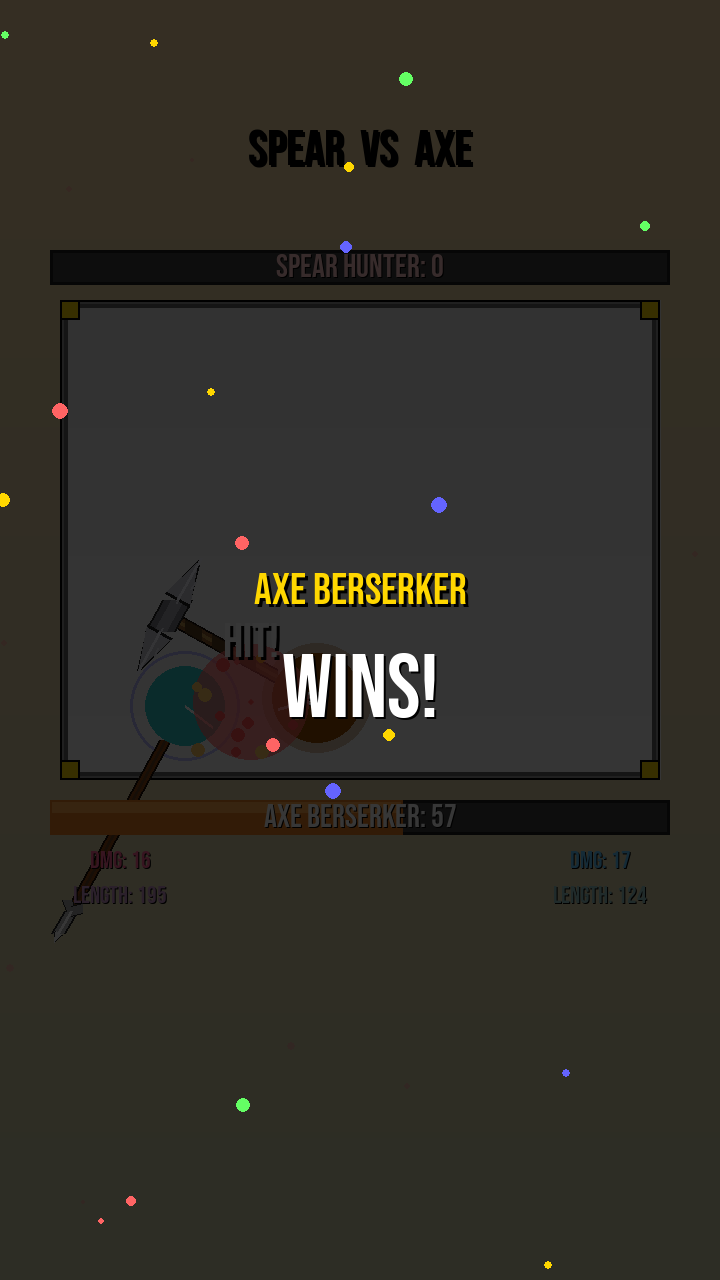 SPEAR VS AXE
SPEAR HUNTER: 0
AXE BERSERKER
HIT!
WINS!
AXE BERSERKER: 57
DMG: 16
DMG: 17
LENGTH: 195
LENGTH: 124